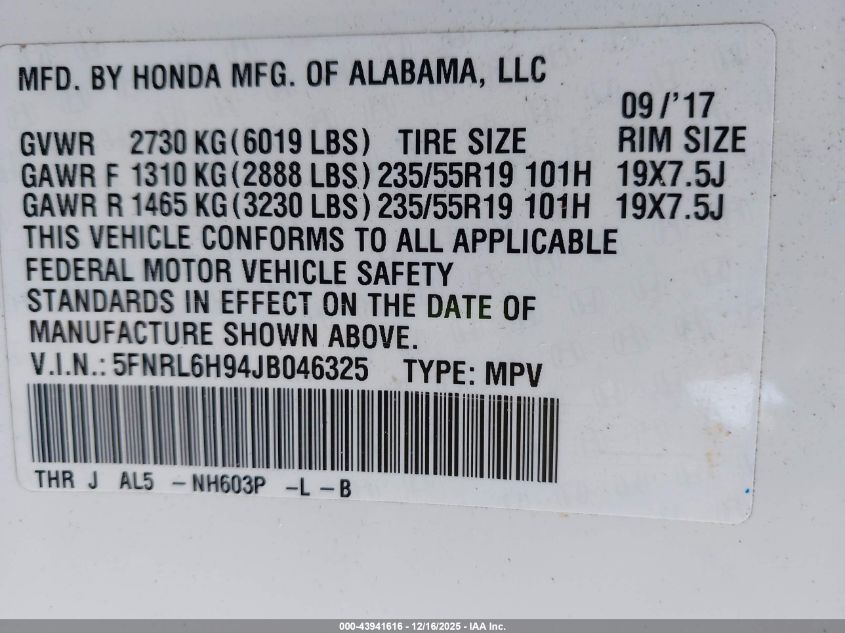 MFD. BY HONDA MFG. OF ALABAMA, LLC
09/'17
GVWR 2730 KG(6019 LBS) TIRE SIZE RIM SIZE
GAWR F 1310 KG(2888 LBS) 235/55R19 101H 19X7.5J
GAWR R 1465 KG(3230 LBS) 235/55R19 101H 19X7.5J
THIS VEHICLE CONFORMS TO ALL APPLICABLE
FEDERAL MOTOR VEHICLE SAFETY
STANDARDS IN EFFECT ON THE DATE OF
MANUFACTURE SHOWN ABOVE.
V.I.N.: 5FNRL6H94JB046325 TYPE: MPV
THR J AL5 -NH603P -L -B
000-43941616 - 12/16/2025 - IAA Inc.